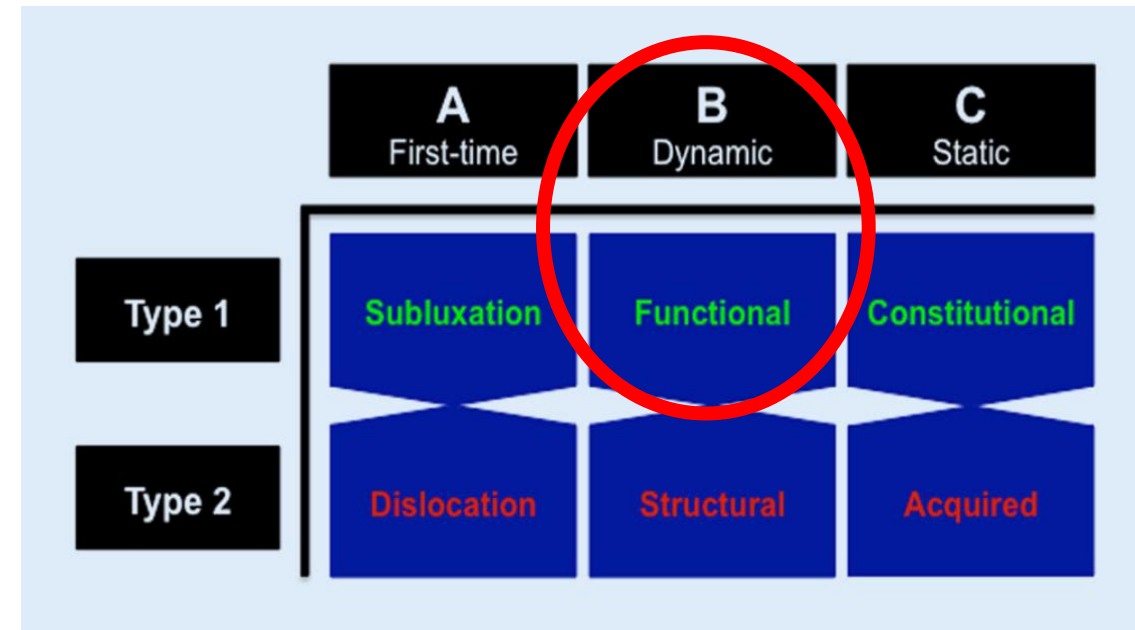 A
First-time
B
Dynamic
C
Static
Type 1
Subluxation
Functional
Constitutional
Type 2
Dislocation
Structural
Acquired